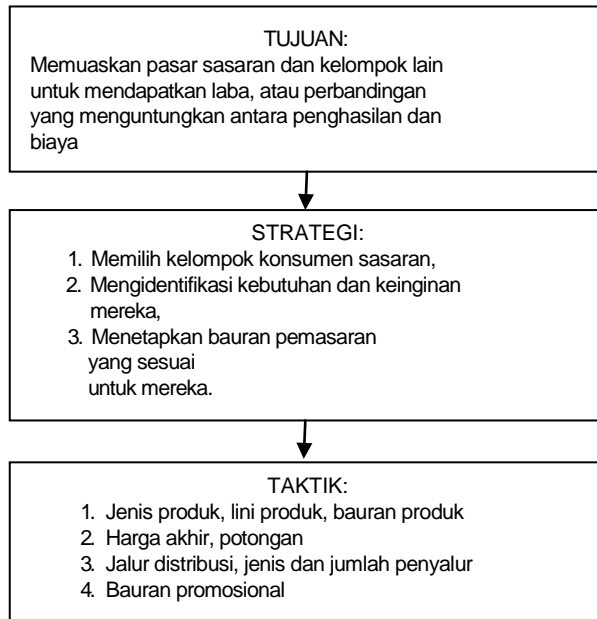 TUJUAN:
Memuaskan pasar sasaran dan kelompok lain
untuk mendapatkan laba, atau perbandingan
yang menguntungkan antara penghasilan dan
biaya
STRATEGI:
1. Memilih kelompok konsumen sasaran,
2. Mengidentifikasi kebutuhan dan keinginan
mereka,
3. Menetapkan bauran pemasaran
yang sesuai
untuk mereka.
TAKTIK:
1. Jenis produk, lini produk, bauran produk
2. Harga akhir, potongan
3. Jalur distribusi, jenis dan jumlah penyalur
4. Bauran promosional